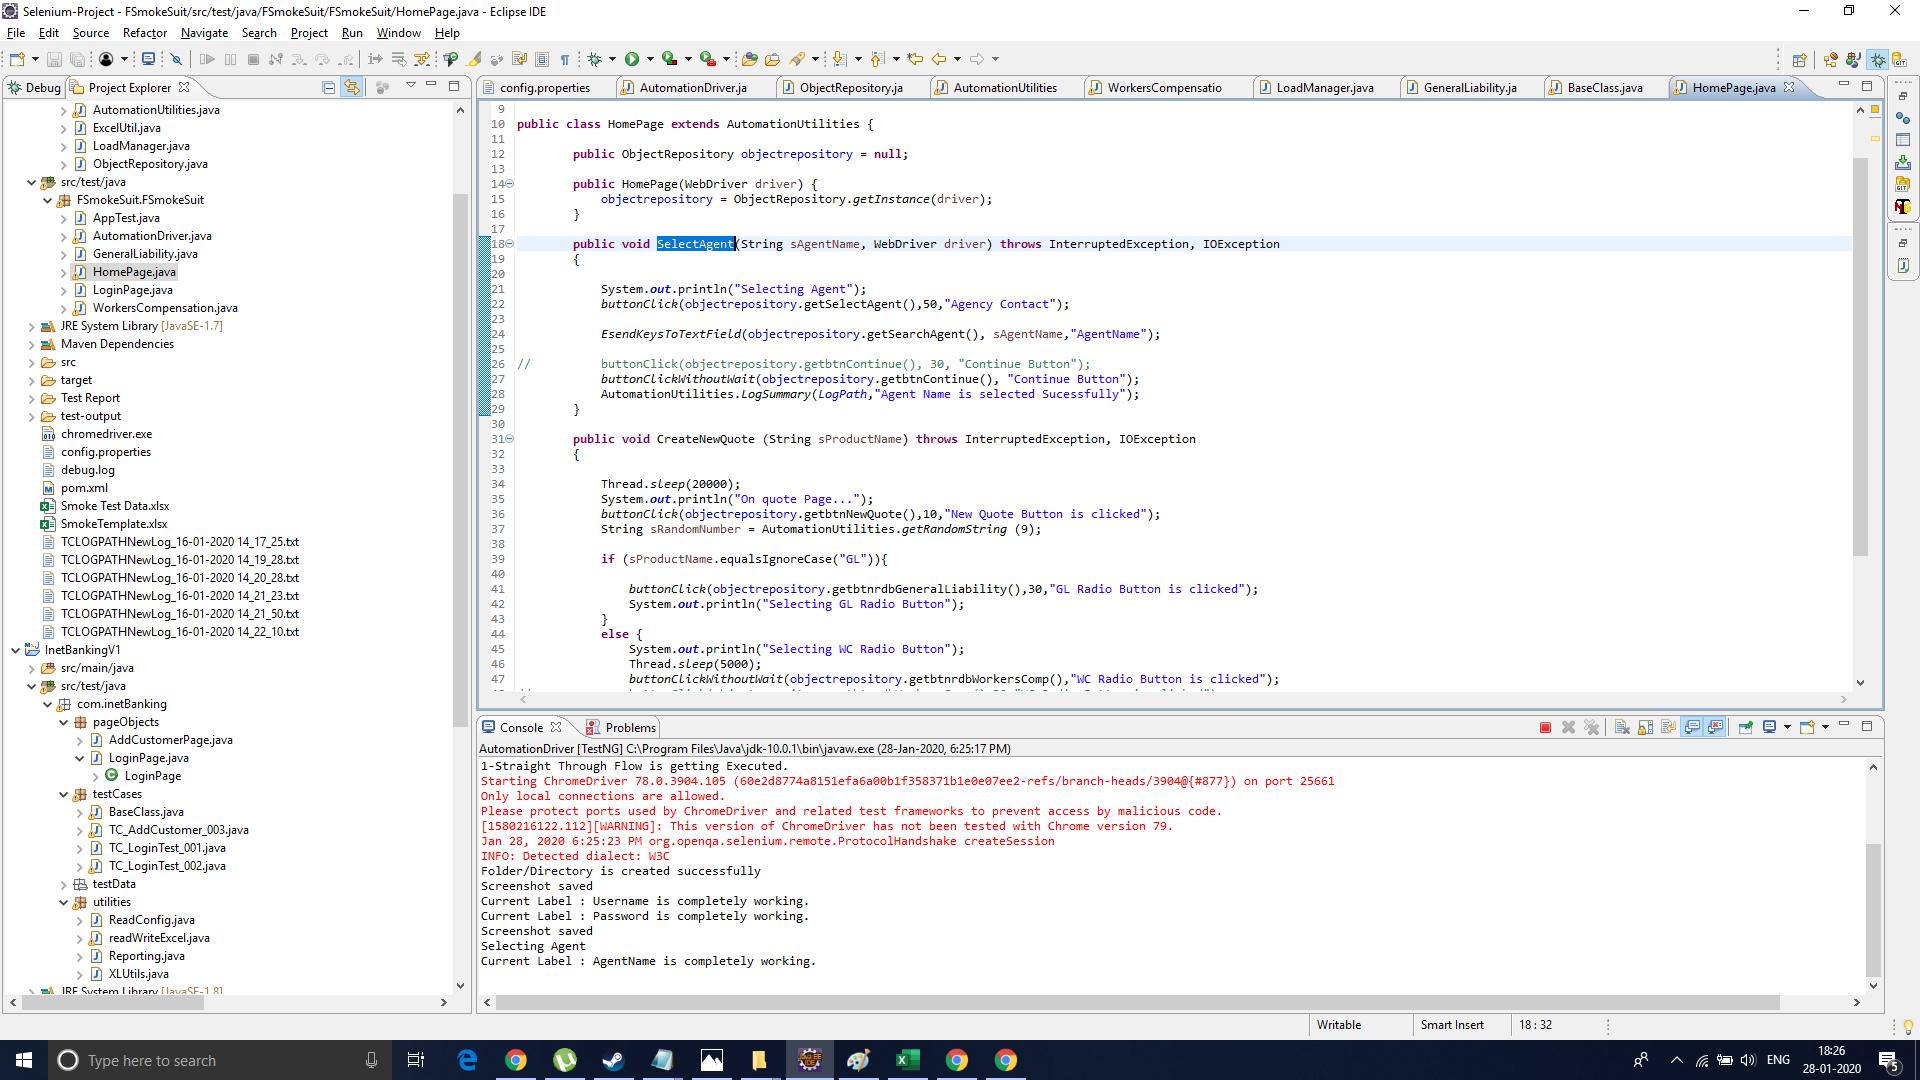 Selenium-Project - FSmokeSuit/src/test/java/FSmokeSuit/FSmokeSuit/HomePage.java - Eclipse IDE
File Edit Source Refactor Navigate Search Project Run Window Help
Debug Project Explorer
AutomationUtilities.java
ExcelUtil.java
LoadManager.java
ObjectRepository.java
src/test/java
FSmokeSuit.FSmokeSuit
AppTest.java
AutomationDriver.java
GeneralLiability.java
HomePage.java
LoginPage.java
WorkersCompensation.java
JRE System Library [JavaSE-1.7]
Maven Dependencies
src
target
Test Report
test-output
chromedriver.exe
config.properties
debug.log
pom.xml
Smoke Test Data.xlsx
SmokeTemplate.xlsx
TCLOGPATHNewLog_16-01-2020 14_17_25.txt
TCLOGPATHNewLog_16-01-2020 14_19_28.txt
TCLOGPATHNewLog_16-01-2020 14_20_28.txt
TCLOGPATHNewLog_16-01-2020 14_21_23.txt
TCLOGPATHNewLog_16-01-2020 14_21_50.txt
TCLOGPATHNewLog_16-01-2020 14_22_10.txt
InetBankingV1
src/main/java
src/test/java
com.inetBanking
pageObjects
AddCustomerPage.java
LoginPage.java
LoginPage
testCases
BaseClass.java
TC_AddCustomer_003.java
TC_LoginTest_001.java
TC_LoginTest_002.java
testData
utilities
ReadConfig.java
readWriteExcel.java
Reporting.java
XLUtils.java
JRE System Library [JavaSE-1.8]
config.properties AutomationDriver.ja ObjectRepository.ja AutomationUtilities WorkersCompensatio LoadManager.java GeneralLiability.ja BaseClass.java HomePage.java
9
10 public class HomePage extends AutomationUtilities {
11
12 public ObjectRepository objectrepository = null;
13
14 public HomePage(WebDriver driver) {
15 objectrepository = ObjectRepository.getInstance(driver);
16 }
17
18 public void SelectAgent(String sAgentName, WebDriver driver) throws InterruptedException, IOException
19 {
20
21 System.out.println("Selecting Agent");
22 buttonClick(objectrepository.getSelectAgent(),50,"Agency Contact");
23
24 EsendKeysToTextField(objectrepository.getSearchAgent(), sAgentName,"AgentName");
25
26 // buttonClick(objectrepository.getbtnContinue(), 30, "Continue Button");
27 buttonClickWithoutWait(objectrepository.getbtnContinue(), "Continue Button");
28 AutomationUtilities.LogSummary(LogPath,"Agent Name is selected Sucessfully");
29 }
30
31 public void CreateNewQuote (String sProductName) throws InterruptedException, IOException
32 {
33
34 Thread.sleep(20000);
35 System.out.println("On quote Page...");
36 buttonClick(objectrepository.getbtnNewQuote(),10,"New Quote Button is clicked");
37 String sRandomNumber = AutomationUtilities.getRandomString (9);
38
39 if (sProductName.equalsIgnoreCase("GL")){
40
41 buttonClick(objectrepository.getbtnrdbGeneralLiability(),30,"GL Radio Button is clicked");
42 System.out.println("Selecting GL Radio Button");
43 }
44 else {
45 System.out.println("Selecting WC Radio Button");
46 Thread.sleep(5000);
47 buttonClickWithoutWait(objectrepository.getbtnrdbWorkersComp(),"WC Radio Button is clicked");
Console Problems
AutomationDriver [TestNG] C:\Program Files\Java\jdk-10.0.1\bin\javaw.exe (28-Jan-2020, 6:25:17 PM)
1-Straight Through Flow is getting Executed.
Starting ChromeDriver 78.0.3904.105 (60e2d8774a8151efa6a00b1f358371b1e0e07ee2-refs/branch-heads/3904@{#877}) on port 25661
Only local connections are allowed.
Please protect ports used by ChromeDriver and related test frameworks to prevent access by malicious code.
[1580216122.112][WARNING]: This version of ChromeDriver has not been tested with Chrome version 79.
Jan 28, 2020 6:25:23 PM org.openqa.selenium.remote.ProtocolHandshake createSession
INFO: Detected dialect: W3C
Folder/Directory is created successfully
Screenshot saved
Current Label : Username is completely working.
Current Label : Password is completely working.
Screenshot saved
Selecting Agent
Current Label : AgentName is completely working.
Writable Smart Insert 18 : 32
Type here to search
ENG
18:26
28-01-2020
5